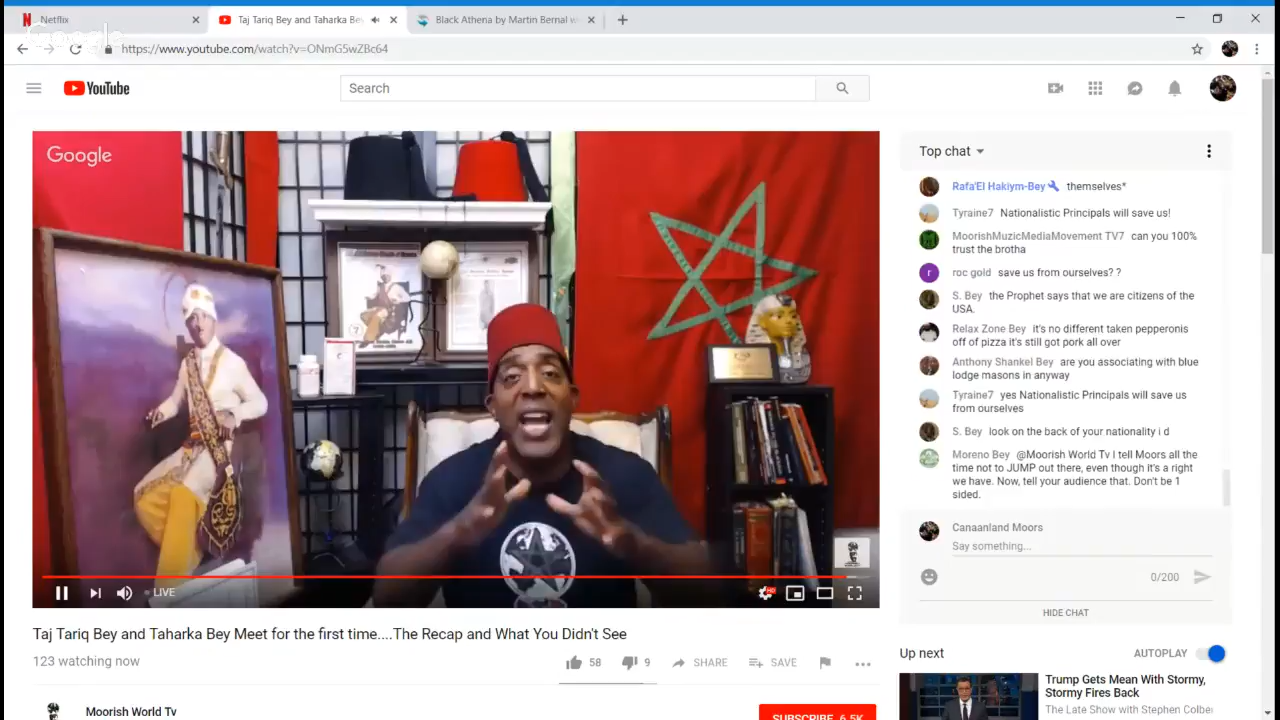 Netflix
Taj Tariq Bey and Taharka Bey
Black Athena by Martin Bernal w
Google
https://www.youtube.com/watch?v=ONmG5wZBc64
YouTube
Search
Google
Top chat
Rafa'El Hakiym-Bey themselves*
Tyraine7 Nationalistic Principals will save us!
MoorishMuzicMediaMovement TV7 can you 100%
trust the brotha
r roc gold save us from ourselves? ?
S. Bey the Prophet says that we are citizens of the
USA.
Relax Zone Bey it's no different taken pepperonis
off of pizza it's still got pork all over
Anthony Shankel Bey are you associating with blue
lodge masons in anyway
Tyraine7 yes Nationalistic Principals will save us
from ourselves
S. Bey look on the back of your nationality i d
Moreno Bey @Moorish World Tv I tell Moors all the
time not to JUMP out there, even though it's a right
we have. Now, tell your audience that. Don't be 1
sided.
Canaanland Moors
Say something...
0/200
HIDE CHAT
LIVE
HD
Taj Tariq Bey and Taharka Bey Meet for the first time....The Recap and What You Didn't See
123 watching now
58 9 SHARE SAVE
Moorish World Tv
SUBSCRIBE 6.5K
Up next
AUTOPLAY
Trump Gets Mean With Stormy,
Stormy Fires Back
The Late Show with Stephen Colber